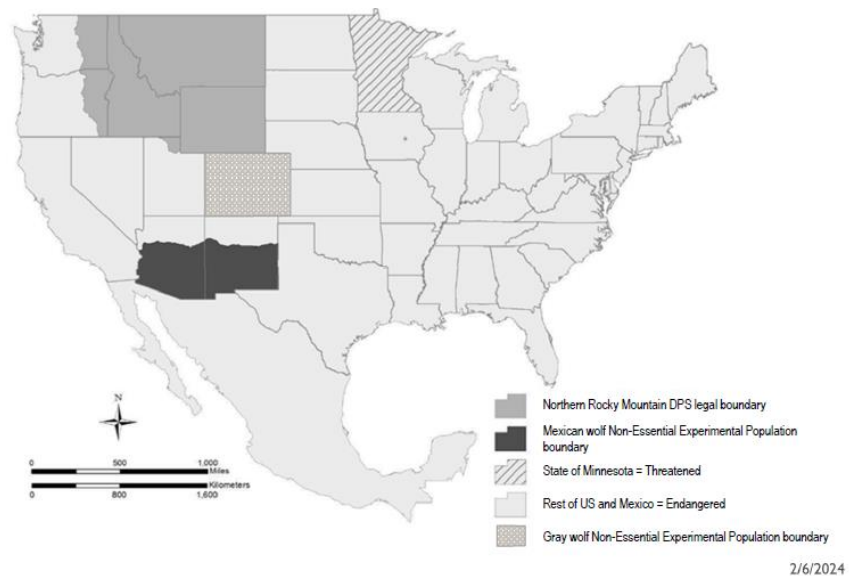 N
0 500 1,000
Miles
Kilometers
0 800 1,600
Northern Rocky Mountain DPS legal boundary
Mexican wolf Non-Essential Experimental Population
boundary
State of Minnesota = Threatened
Rest of US and Mexico = Endangered
Gray wolf Non-Essential Experimental Population boundary
2/6/2024